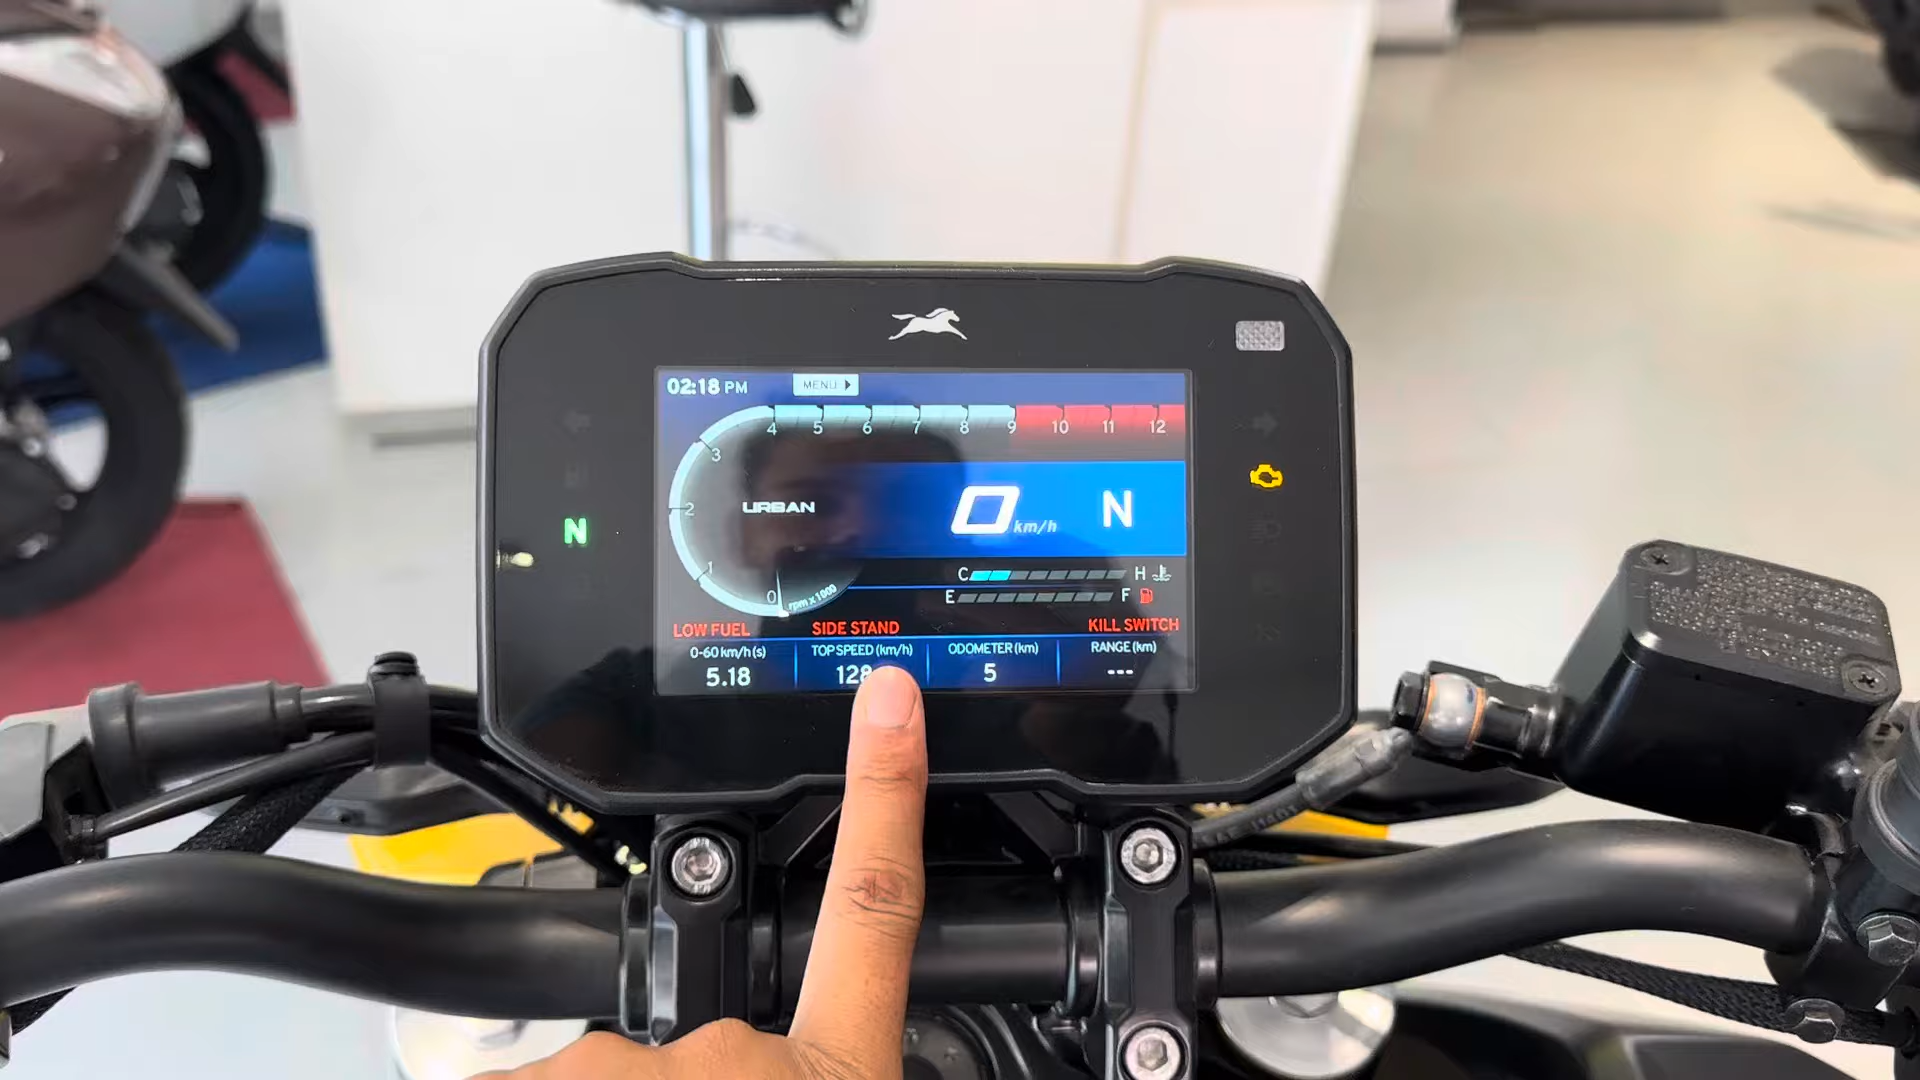 02:18 PM MENU
4 5 6 7 8 9 10 11 12
3
2
1
0
rpm x 1000
URBAN
0 km/h N
N
C H
E F
LOW FUEL SIDE STAND KILL SWITCH
0-60 km/h(s) TOP SPEED (km/h) ODOMETER (km) RANGE (km)
5.18 128 5 ---